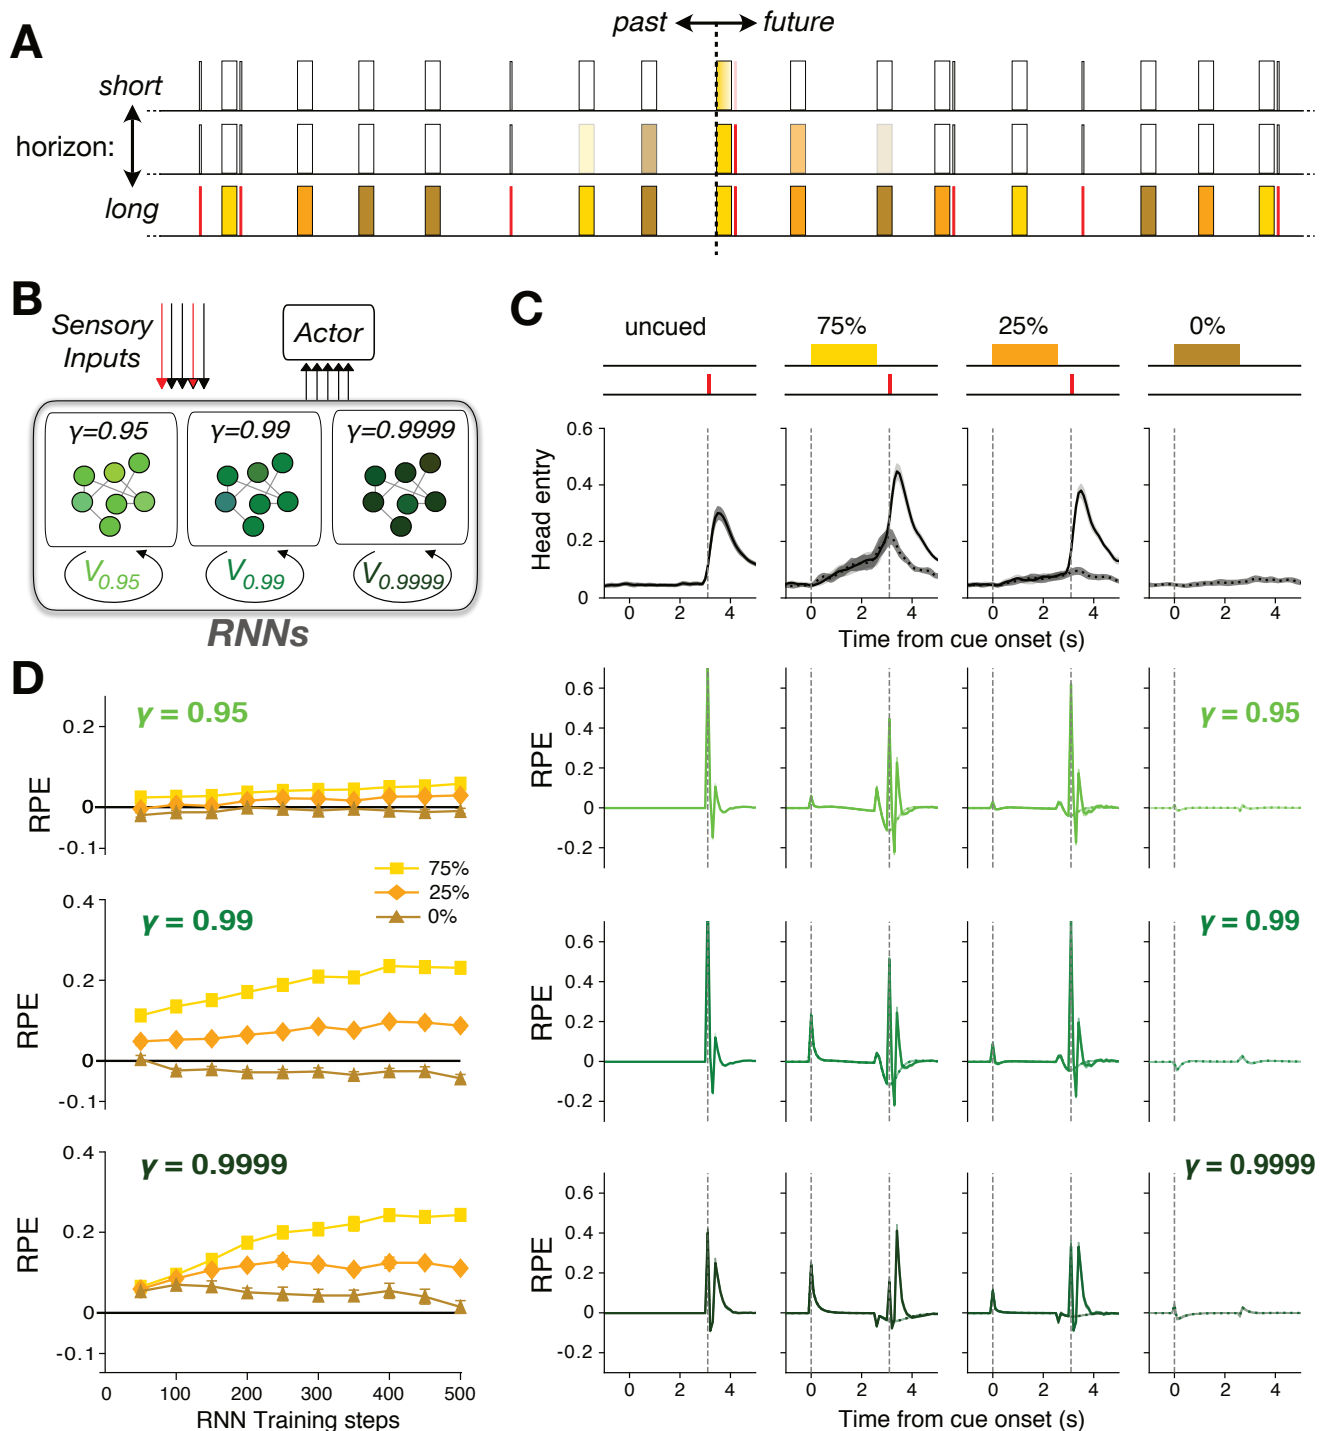 A
past
future
short
horizon:
long
B
Sensory
Inputs
Actor
γ=0.95
γ=0.99
γ=0.9999
V0.95
V0.99
V0.9999
RNNs
C
uncued
75%
25%
0%
Head entry
0.6
0.4
0.2
0
0 2 4
0 2 4
0 2 4
0 2 4
Time from cue onset (s)
RPE
0.6
0.4
0.2
0
-0.2
γ = 0.95
RPE
0.6
0.4
0.2
0
-0.2
γ = 0.99
RPE
0.6
0.4
0.2
0
-0.2
γ = 0.9999
0 2 4
0 2 4
0 2 4
0 2 4
Time from cue onset (s)
D
γ = 0.95
RPE
0.2
0
-0.1
75%
25%
0%
γ = 0.99
RPE
0.4
0.2
0
-0.1
γ = 0.9999
RPE
0.4
0.2
0
-0.1
0 100 200 300 400 500
RNN Training steps